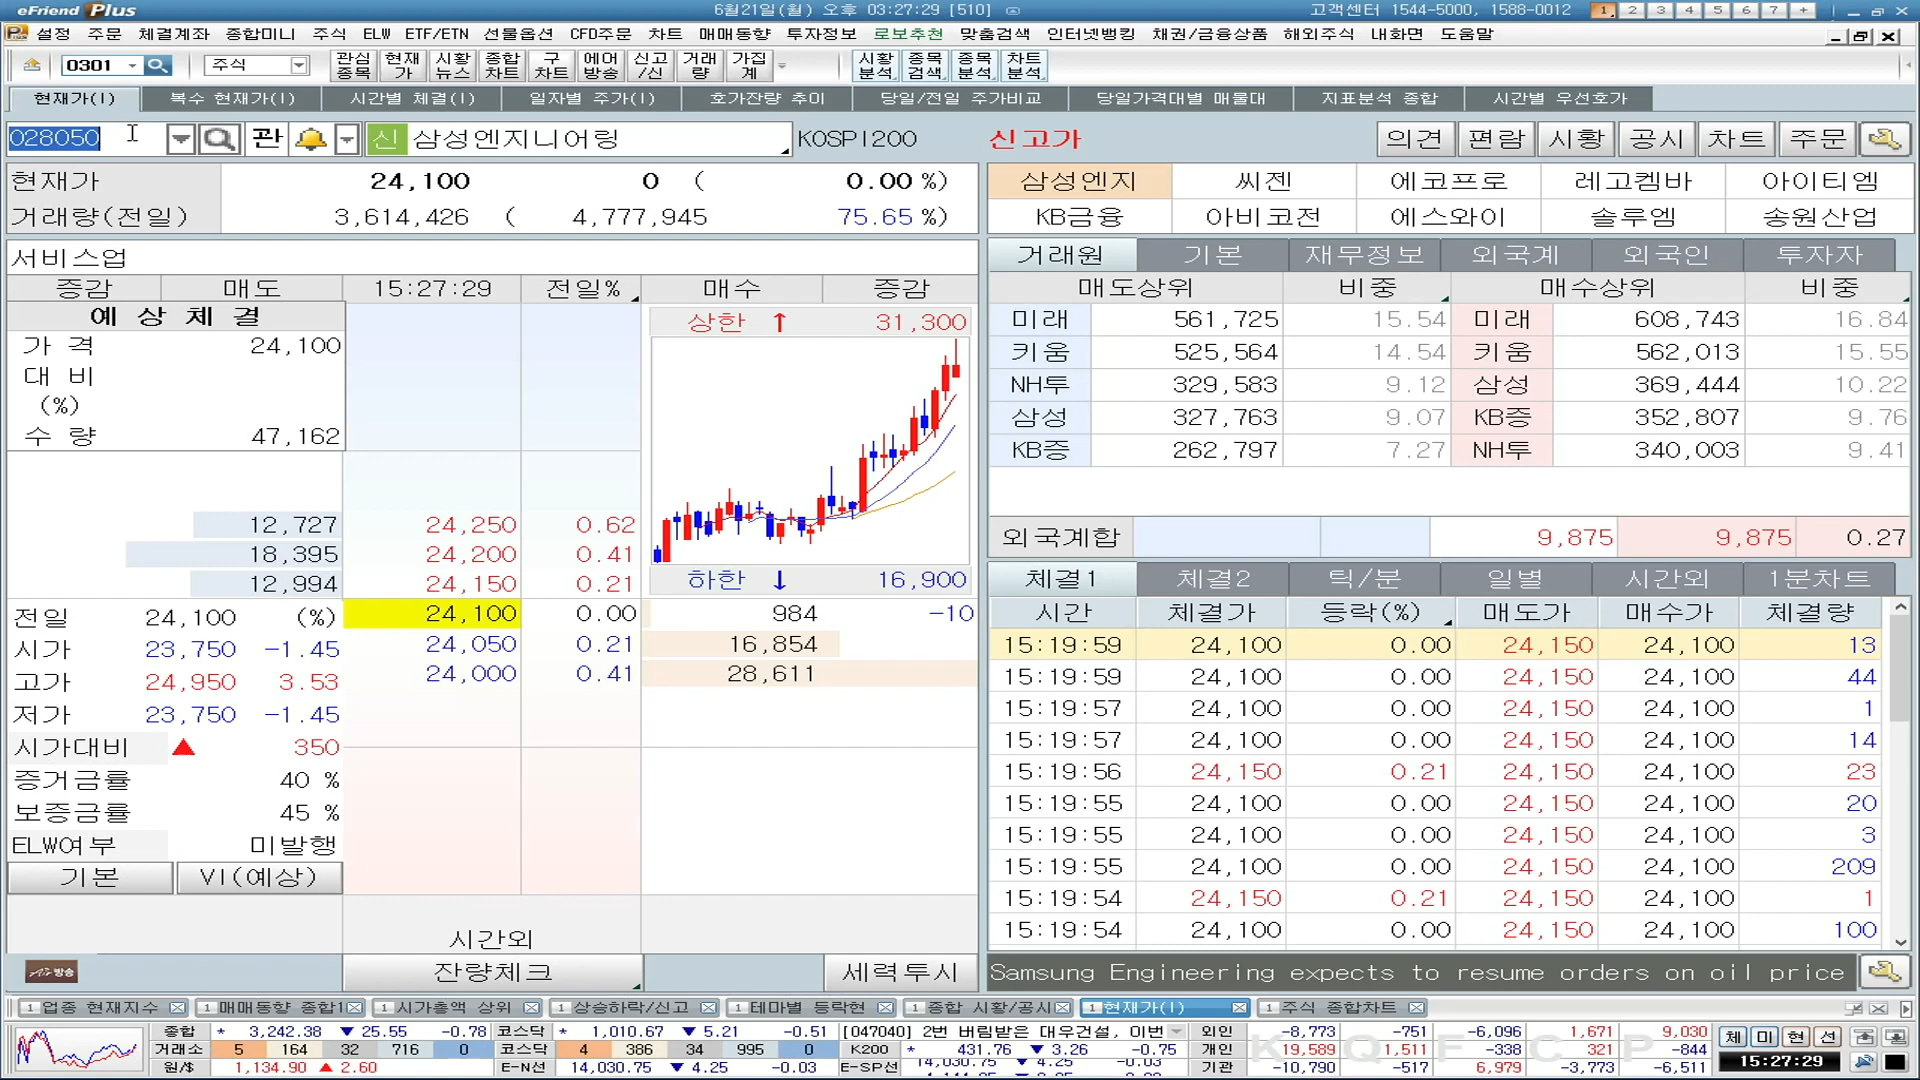 eFriend Plus 6월21일(월) 오후 03:27:29 [510] 고객센터 1544-5000, 1588-0012 1 2 3 4 5 6 7 +
설정 주문 체결계좌 종합미니 주식 ELW ETF/ETN 선물옵션 CFD주문 차트 매매동향 투자정보 로보추천 맞춤검색 인터넷뱅킹 채권/금융상품 해외주식 내화면 도움말
0301 주식 관심종목 현재가 시황뉴스 종합차트 구차트 에어방송 신고/신 거래량 가집계 시황분석 종목검색 종목분석 차트분석
현재가(1) 복수 현재가(1) 시간별 체결(1) 일자별 주가(1) 호가잔량 추이 당일/전일 주가비교 당일가격대별 매물대 지표분석 종합 시간별 우선호가
028050 관 신 삼성엔지니어링 KOSPI200 신고가 의견 편람 시황 공시 차트 주문
현재가 24,100 0 ( 0.00 %)
거래량(전일) 3,614,426 ( 4,777,945 75.65 %)
삼성엔지 씨젠 에코프로 레고켐바 아이티엠
KB금융 아비코전 에스와이 솔루엠 송원산업
서비스업
거래원 기본 재무정보 외국계 외국인 투자자
증감 매도 15:27:29 전일% 매수 증감
매도상위 비중 매수상위 비중
예 상 체 결
가 격 24,100
대 비
(%)
수 량 47,162
상한 ↑ 31,300
하한 ↓ 16,900
미래 561,725 15.54 미래 608,743 16.84
키움 525,564 14.54 키움 562,013 15.55
NH투 329,583 9.12 삼성 369,444 10.22
삼성 327,763 9.07 KB증 352,807 9.76
KB증 262,797 7.27 NH투 340,003 9.41
외국계합 9,875 9,875 0.27
12,727 24,250 0.62
18,395 24,200 0.41
12,994 24,150 0.21
24,100 0.00 984 -10
24,050 0.21 16,854
24,000 0.41 28,611
전일 24,100 (%)
시가 23,750 -1.45
고가 24,950 3.53
저가 23,750 -1.45
시가대비 ▲ 350
증거금률 40 %
보증금률 45 %
ELW여부 미발행
기본 VI(예상)
시간외
방송 잔량체크 세력투시
체결1 체결2 틱/분 일별 시간외 1분차트
시간 체결가 등락(%) 매도가 매수가 체결량
15:19:59 24,100 0.00 24,150 24,100 13
15:19:59 24,100 0.00 24,150 24,100 44
15:19:57 24,100 0.00 24,150 24,100 1
15:19:57 24,100 0.00 24,150 24,100 14
15:19:56 24,150 0.21 24,150 24,100 23
15:19:55 24,100 0.00 24,150 24,100 20
15:19:55 24,100 0.00 24,150 24,100 3
15:19:55 24,100 0.00 24,150 24,100 209
15:19:54 24,150 0.21 24,150 24,100 1
15:19:54 24,100 0.00 24,150 24,100 100
Samsung Engineering expects to resume orders on oil price
1 업종 현재지수 1 매매동향 종합1 1 시가총액 상위 1 상승하락/신고 1 테마별 등락현 1 종합 시황/공시 1 현재가(1) 1 주식 종합차트
종합 * 3,242.38 ▼ 25.55 -0.78 코스닥 * 1,010.67 ▼ 5.21 -0.51 [047040] 2번 버림받은 대우건설, 이번 외인 -8,773 -751 -6,096 1,671 9,030 체 미 현 선
거래소 5 164 32 716 0 코스닥 4 386 34 995 0 K200 * 431.76 ▼ 3.26 -0.75 개인 19,589 1,511 -338 321 -844
원/$ 1,134.90 ▲ 2.60 E-N선 14,030.75 ▼ 4.25 -0.03 E-SP선 기관 -10,790 -517 6,979 -3,773 -6,511 15:27:29
K Q F C P